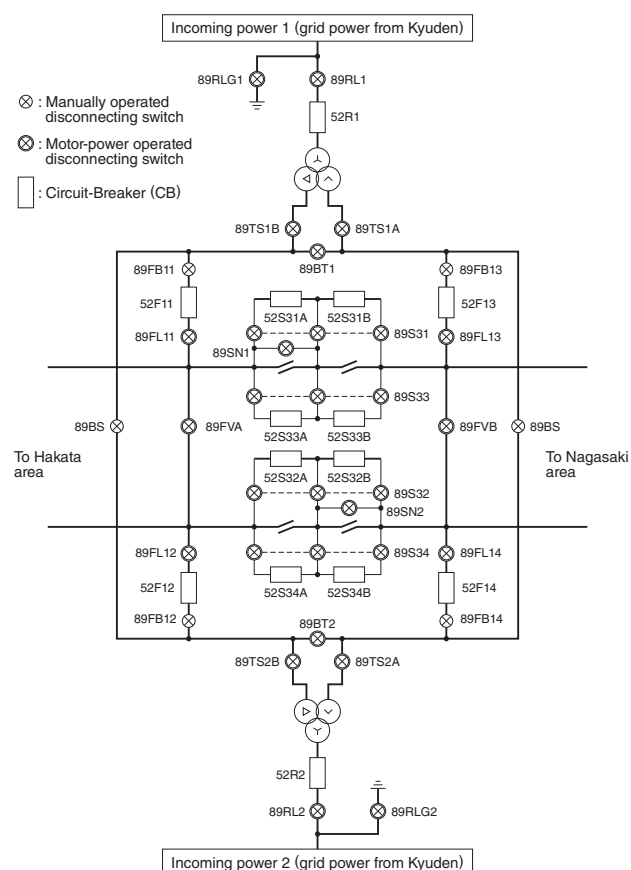 Incoming power 1 (grid power from Kyuden)
89RLG1
89RL1
: Manually operated
disconnecting switch
: Motor-power operated
disconnecting switch
: Circuit-Breaker (CB)
52R1
89TS1B
89TS1A
89BT1
89FB11
89FB13
52F11
52S31A
52S31B
52F13
89FL11
89S31
89FL13
89SN1
89S33
89BS
89FVA
52S33A
52S33B
89FVB
89BS
To Hakata
area
To Nagasaki
area
52S32A
52S32B
89S32
89SN2
89FL12
89S34
89FL14
52F12
52S34A
52S34B
52F14
89FB12
89BT2
89FB14
89TS2B
89TS2A
52R2
89RL2
89RLG2
Incoming power 2 (grid power from Kyuden)